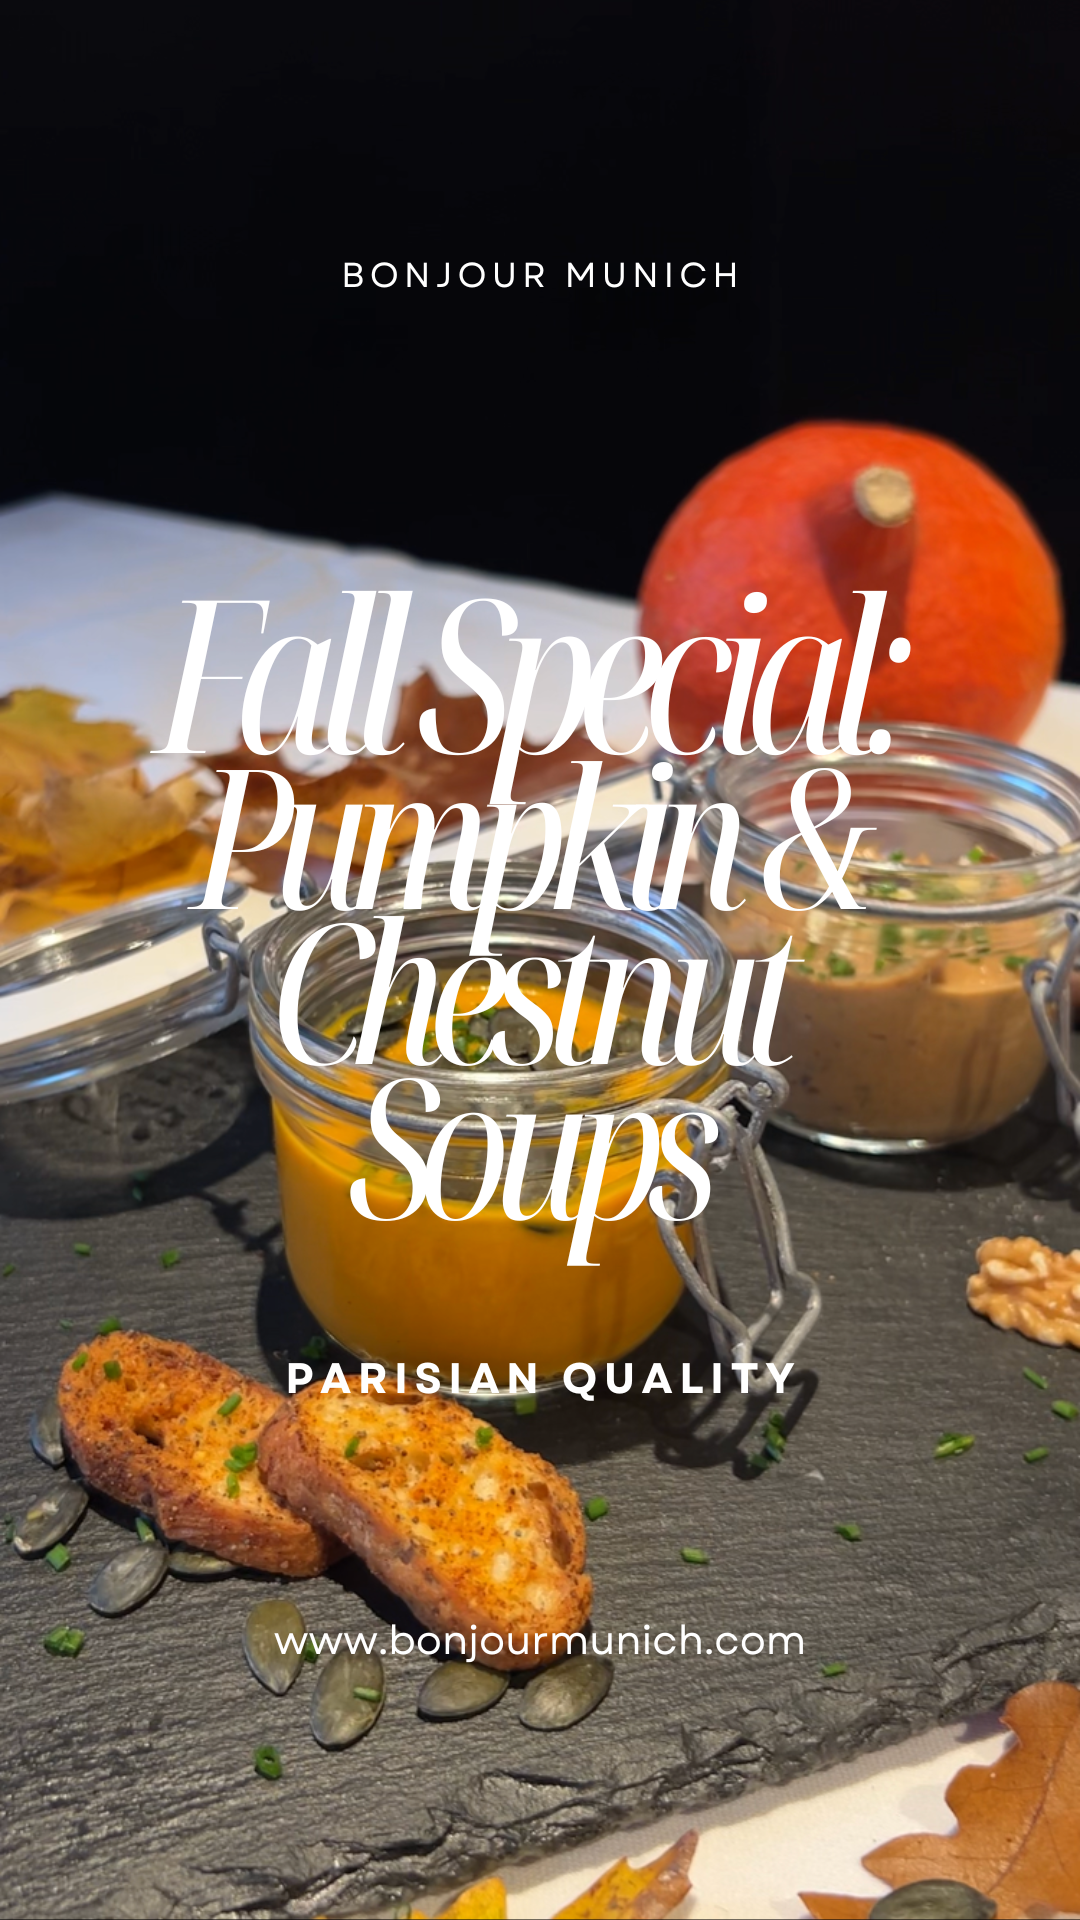 BONJOUR MUNICH
Fall Special:
Pumpkin &
Chestnut
Soups
PARISIAN QUALITY
www.bonjourmunich.com